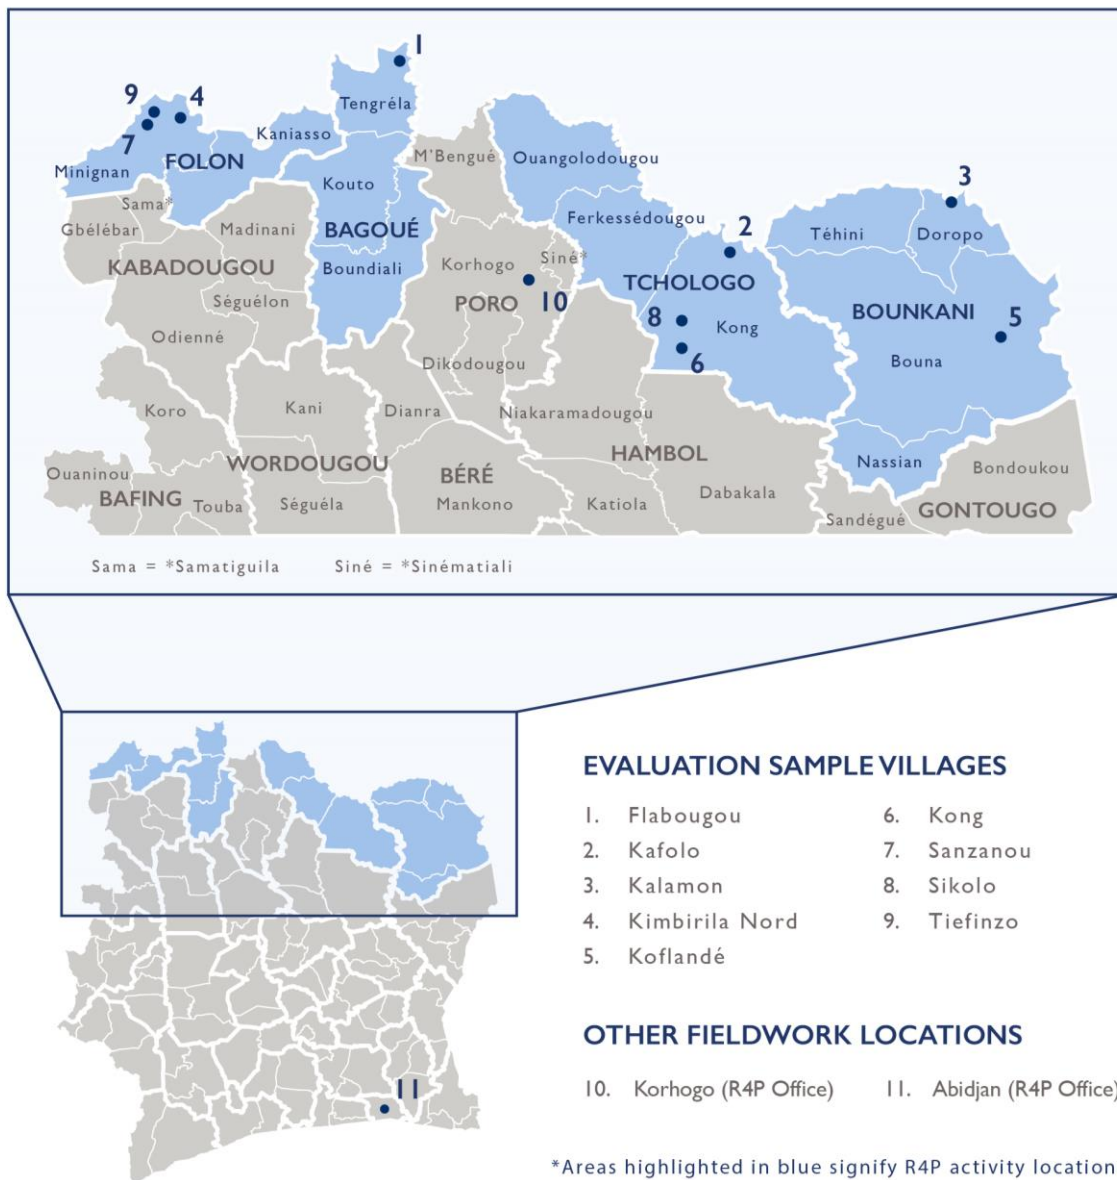 1
9 4
Tengréla
7
Kaniasso
M'Bengué
Ouangolodougou
Minignan FOLON
3
Kouto
Sama*
2
Gbélébar
Madinani
BAGOUÉ
Ferkessédougou
Téhini Doropo
KABADOUGOU
Boundiali
Korhogo Siné*
TCHOLOGO
Séguélon
PORO 10
BOUNKANI
8 Kong 5
Odienné
6
Bouna
Dikodougou
Koro
Kani
Dianra
Niakaramadougou
HAMBOL
Nassian
Ouaninou
WORDOUGOU
BÉRÉ
Bondoukou
BAFING
Touba
Séguéla
Mankono
Katiola
Dabakala
Sandégué
GONTOUGO
Sama = *Samatiguila Siné = *Sinématiali
EVALUATION SAMPLE VILLAGES
1. Flabougou
2. Kafolo
3. Kalamon
4. Kimbirila Nord
5. Koflandé
6. Kong
7. Sanzanou
8. Sikolo
9. Tiefinzo
OTHER FIELDWORK LOCATIONS
10. Korhogo (R4P Office) 11. Abidjan (R4P Office)
11
*Areas highlighted in blue signify R4P activity location